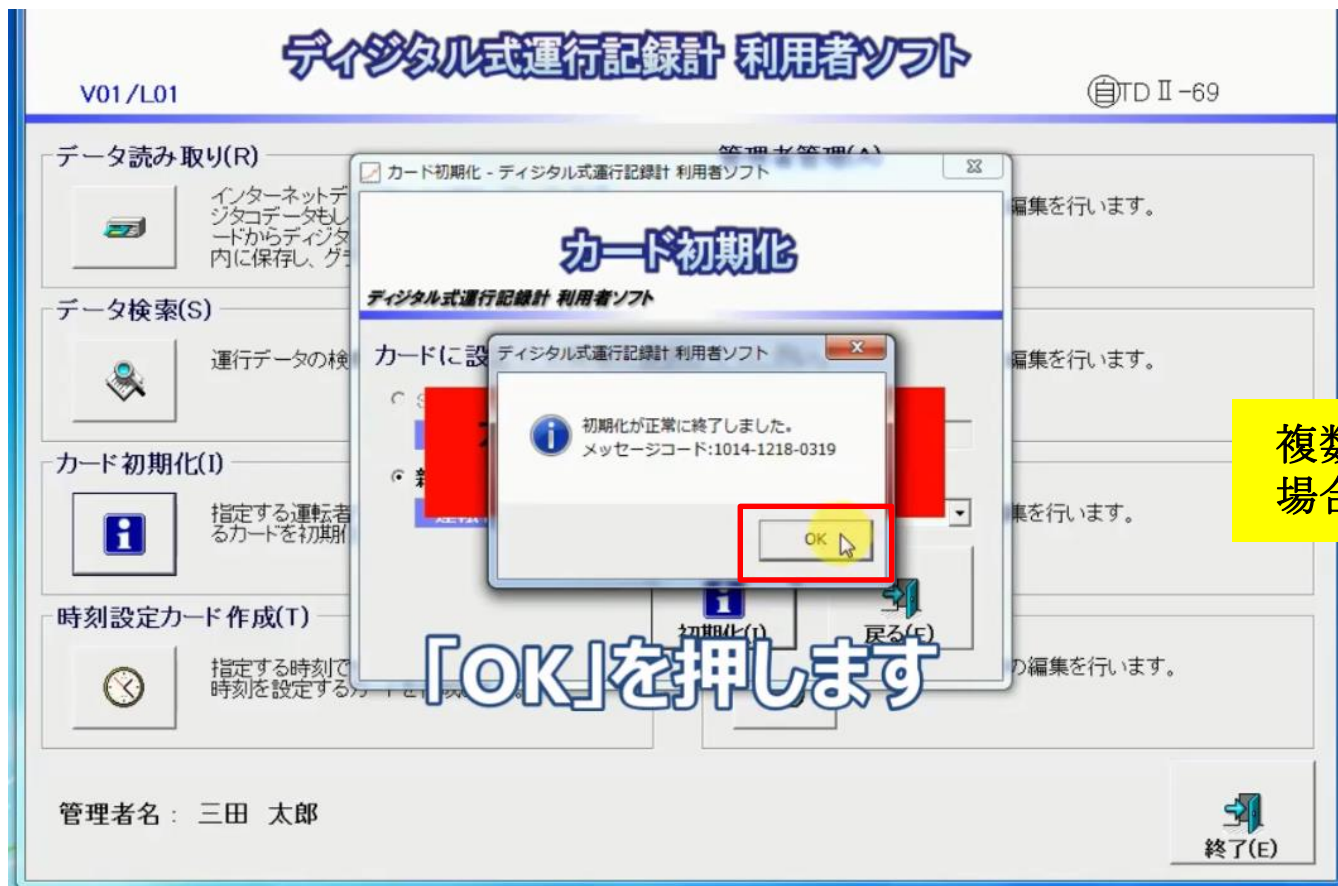 ディジタル式運行記録計 利用者ソフト
V01/L01
自TDⅡ-69
データ読み取り(R)
インターネットデ
ジタコデータもし
ードからディジタ
内に保存し、グ
データ検索(S)
運行データの検
カード初期化(I)
指定する運転者
るカードを初期
時刻設定カード作成(T)
指定する時刻で
時刻を設定する
管理者管理(A)
編集を行います。
編集を行います。
集を行います。
の編集を行います。
カード初期化 - ディジタル式運行記録計 利用者ソフト
カード初期化
ディジタル式運行記録計 利用者ソフト
カードに設
ディジタル式運行記録計 利用者ソフト
初期化が正常に終了しました。
メッセージコード:1014-1218-0319
OK
初期化(I)
戻る(E)
「OK」を押します
複数
場合
管理者名: 三田 太郎
終了(E)